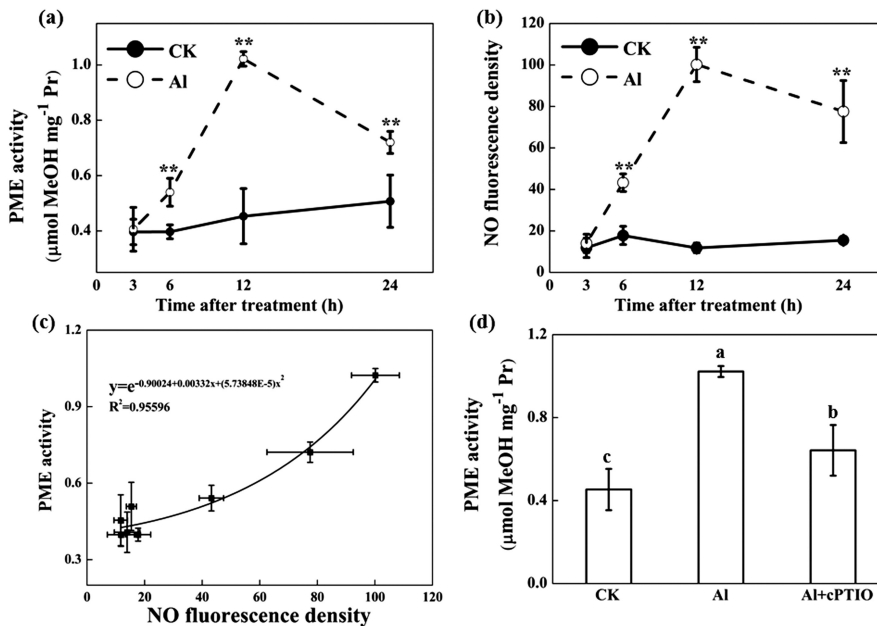 (a)
1.2
1.0
0.8
0.6
0.4
PME activity
(μmol MeOH mg⁻¹ Pr)
CK
Al
**
**
**
0 3 6 12 24
Time after treatment (h)
(b)
120
100
80
60
40
20
0
NO fluorescence density
CK
Al
**
**
**
0 3 6 12 24
Time after treatment (h)
(c)
1.2
0.9
0.6
0.3
PME activity
y=e^-0.90024+0.00332x+(5.73848E-5)x²
R²=0.95596
0 20 40 60 80 100 120
NO fluorescence density
(d)
1.2
0.8
0.4
0.0
PME activity
(μmol MeOH mg⁻¹ Pr)
c
a
b
CK Al Al+cPTIO